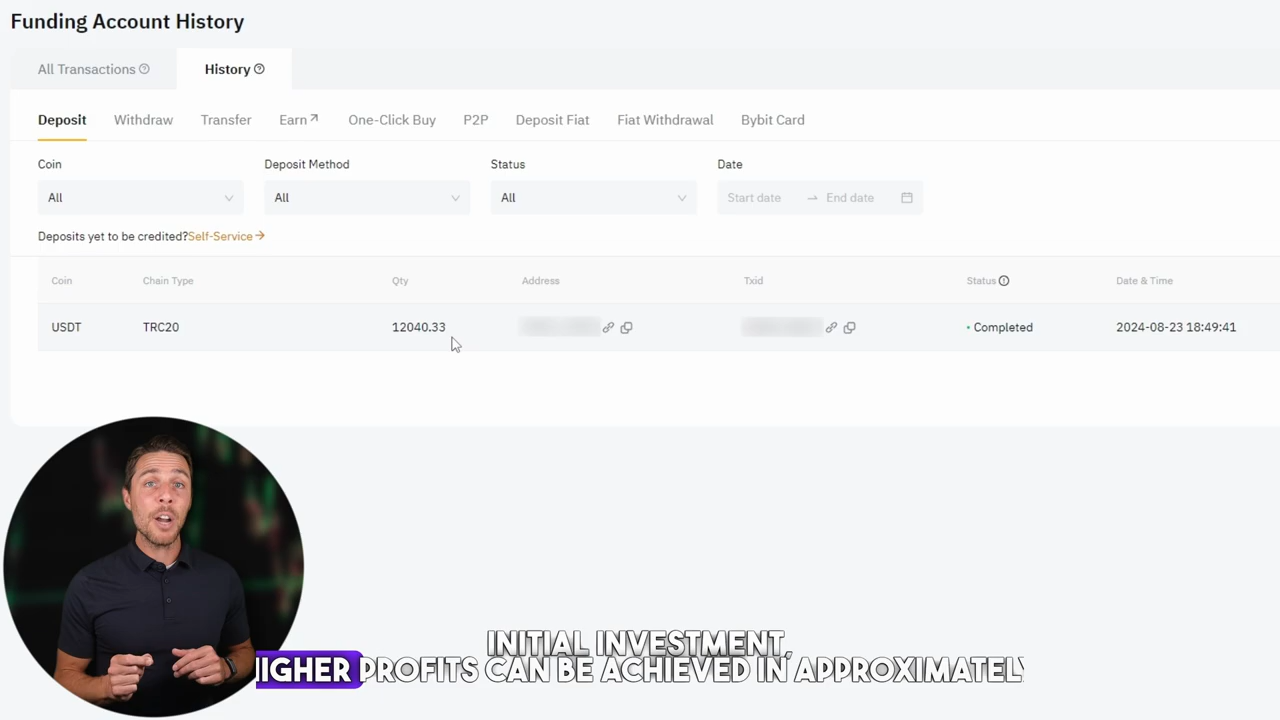 Funding Account History
All Transactions
History
Deposit Withdraw Transfer Earn One-Click Buy P2P Deposit Fiat Fiat Withdrawal Bybit Card
Coin Deposit Method Status Date
All All All Start date End date
Deposits yet to be credited?Self-Service
Coin Chain Type Qty Address Txid Status Date & Time
USDT TRC20 12040.33 Completed 2024-08-23 18:49:41
INITIAL INVESTMENT,
HIGHER PROFITS CAN BE ACHIEVED IN APPROXIMATELY